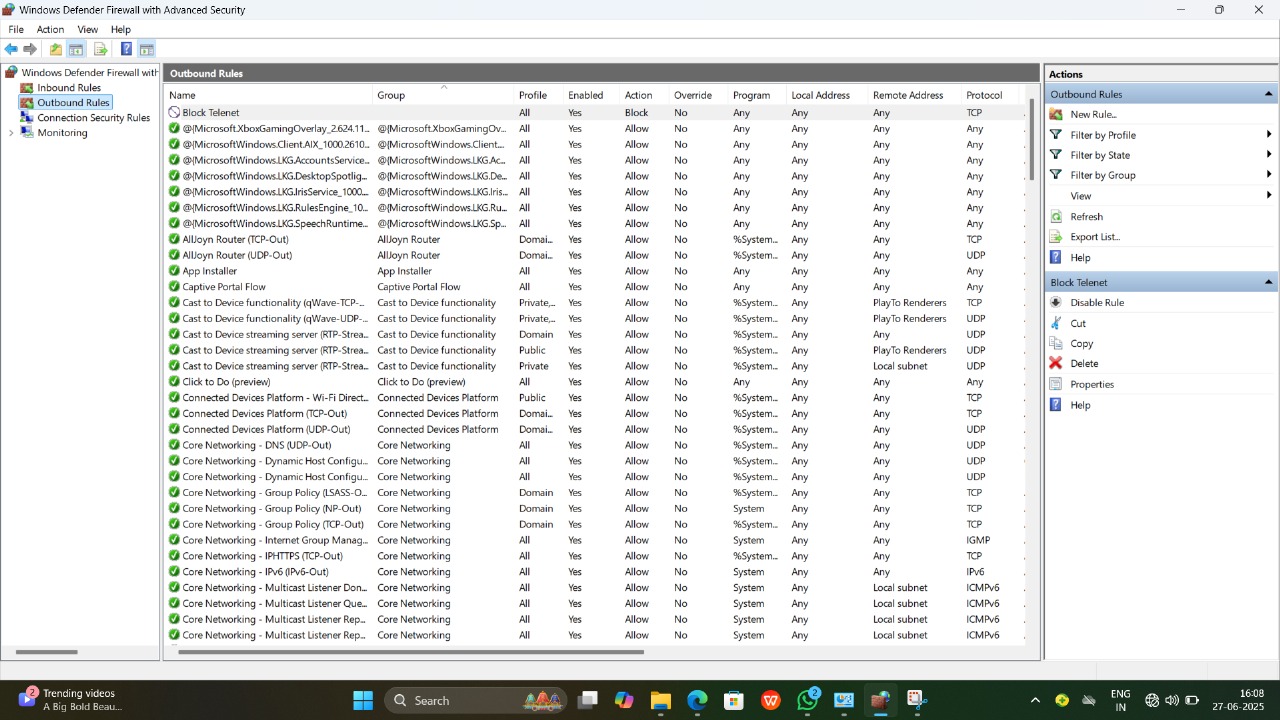 Windows Defender Firewall with Advanced Security
File Action View Help
Windows Defender Firewall with
Inbound Rules
Outbound Rules
Connection Security Rules
Monitoring
Outbound Rules
Name Group Profile Enabled Action Override Program Local Address Remote Address Protocol
Block Telenet All Yes Block No Any Any Any TCP
@{Microsoft.XboxGamingOverlay_2.624.11... @{Microsoft.XboxGamingOv... All Yes Allow No Any Any Any Any
@{MicrosoftWindows.Client.AIX_1000.2610... @{MicrosoftWindows.Client.... All Yes Allow No Any Any Any Any
@{MicrosoftWindows.LKG.AccountsService... @{MicrosoftWindows.LKG.Ac... All Yes Allow No Any Any Any Any
@{MicrosoftWindows.LKG.DesktopSpotlig... @{MicrosoftWindows.LKG.De... All Yes Allow No Any Any Any Any
@{MicrosoftWindows.LKG.IrisService_1000.... @{MicrosoftWindows.LKG.Iris... All Yes Allow No Any Any Any Any
@{MicrosoftWindows.LKG.RulesEngine_10... @{MicrosoftWindows.LKG.Ru... All Yes Allow No Any Any Any Any
@{MicrosoftWindows.LKG.SpeechRuntime... @{MicrosoftWindows.LKG.Sp... All Yes Allow No Any Any Any Any
AllJoyn Router (TCP-Out) AllJoyn Router Domai... Yes Allow No %System... Any Any TCP
AllJoyn Router (UDP-Out) AllJoyn Router Domai... Yes Allow No %System... Any Any UDP
App Installer App Installer All Yes Allow No Any Any Any Any
Captive Portal Flow Captive Portal Flow All Yes Allow No Any Any Any Any
Cast to Device functionality (qWave-TCP-... Cast to Device functionality Private,... Yes Allow No %System... Any PlayTo Renderers TCP
Cast to Device functionality (qWave-UDP-... Cast to Device functionality Private,... Yes Allow No %System... Any PlayTo Renderers UDP
Cast to Device streaming server (RTP-Strea... Cast to Device functionality Domain Yes Allow No %System... Any Any UDP
Cast to Device streaming server (RTP-Strea... Cast to Device functionality Public Yes Allow No %System... Any PlayTo Renderers UDP
Cast to Device streaming server (RTP-Strea... Cast to Device functionality Private Yes Allow No %System... Any Local subnet UDP
Click to Do (preview) Click to Do (preview) All Yes Allow No Any Any Any Any
Connected Devices Platform - Wi-Fi Direct... Connected Devices Platform Public Yes Allow No %System... Any Any TCP
Connected Devices Platform (TCP-Out) Connected Devices Platform Domai... Yes Allow No %System... Any Any TCP
Connected Devices Platform (UDP-Out) Connected Devices Platform Domai... Yes Allow No %System... Any Any UDP
Core Networking - DNS (UDP-Out) Core Networking All Yes Allow No %System... Any Any UDP
Core Networking - Dynamic Host Configu... Core Networking All Yes Allow No %System... Any Any UDP
Core Networking - Dynamic Host Configu... Core Networking All Yes Allow No %System... Any Any UDP
Core Networking - Group Policy (LSASS-O... Core Networking Domain Yes Allow No %System... Any Any TCP
Core Networking - Group Policy (NP-Out) Core Networking Domain Yes Allow No System Any Any TCP
Core Networking - Group Policy (TCP-Out) Core Networking Domain Yes Allow No %System... Any Any TCP
Core Networking - Internet Group Manag... Core Networking All Yes Allow No System Any Any IGMP
Core Networking - IPHTTPS (TCP-Out) Core Networking All Yes Allow No %System... Any Any TCP
Core Networking - IPv6 (IPv6-Out) Core Networking All Yes Allow No System Any Any IPv6
Core Networking - Multicast Listener Don... Core Networking All Yes Allow No System Any Local subnet ICMPv6
Core Networking - Multicast Listener Que... Core Networking All Yes Allow No System Any Local subnet ICMPv6
Core Networking - Multicast Listener Rep... Core Networking All Yes Allow No System Any Local subnet ICMPv6
Core Networking - Multicast Listener Rep... Core Networking All Yes Allow No System Any Local subnet ICMPv6
Actions
Outbound Rules
New Rule...
Filter by Profile
Filter by State
Filter by Group
View
Refresh
Export List...
Help
Block Telenet
Disable Rule
Cut
Copy
Delete
Properties
Help
2
Trending videos
A Big Bold Beau...
Search
2
ENG
IN
16:08
27-06-2025